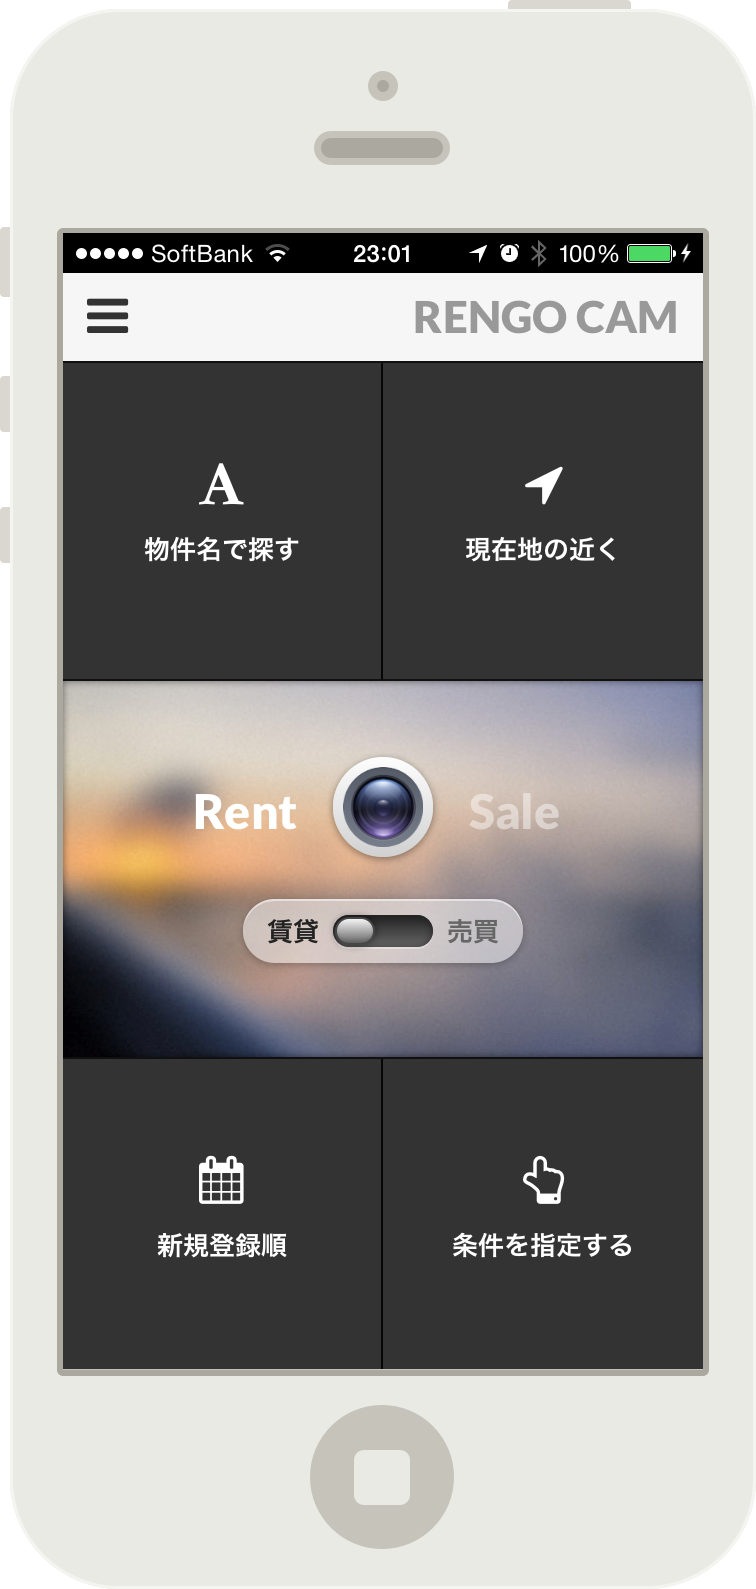 SoftBank 23:01 100%
RENGO CAM
A
物件名で探す 現在地の近く
Rent Sale
賃貸 売買
新規登録順 条件を指定する